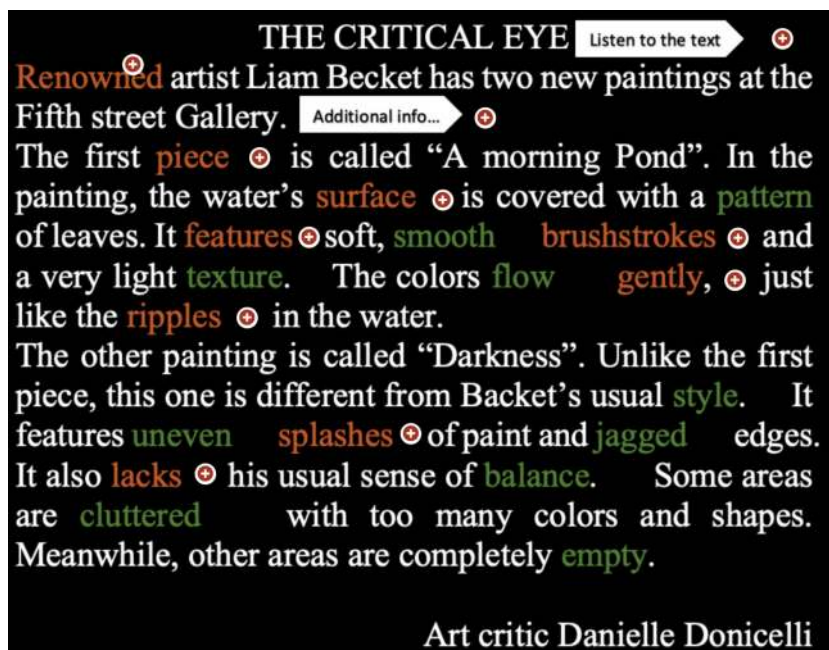 THE CRITICAL EYE Listen to the text
Renowned artist Liam Becket has two new paintings at the
Fifth street Gallery. Additional info...
The first piece is called “A morning Pond”. In the
painting, the water’s surface is covered with a pattern
of leaves. It features soft, smooth brushstrokes and
a very light texture. The colors flow gently, just
like the ripples in the water.
The other painting is called “Darkness”. Unlike the first
piece, this one is different from Backet’s usual style. It
features uneven splashes of paint and jagged edges.
It also lacks his usual sense of balance. Some areas
are cluttered with too many colors and shapes.
Meanwhile, other areas are completely empty.
Art critic Danielle Donicelli